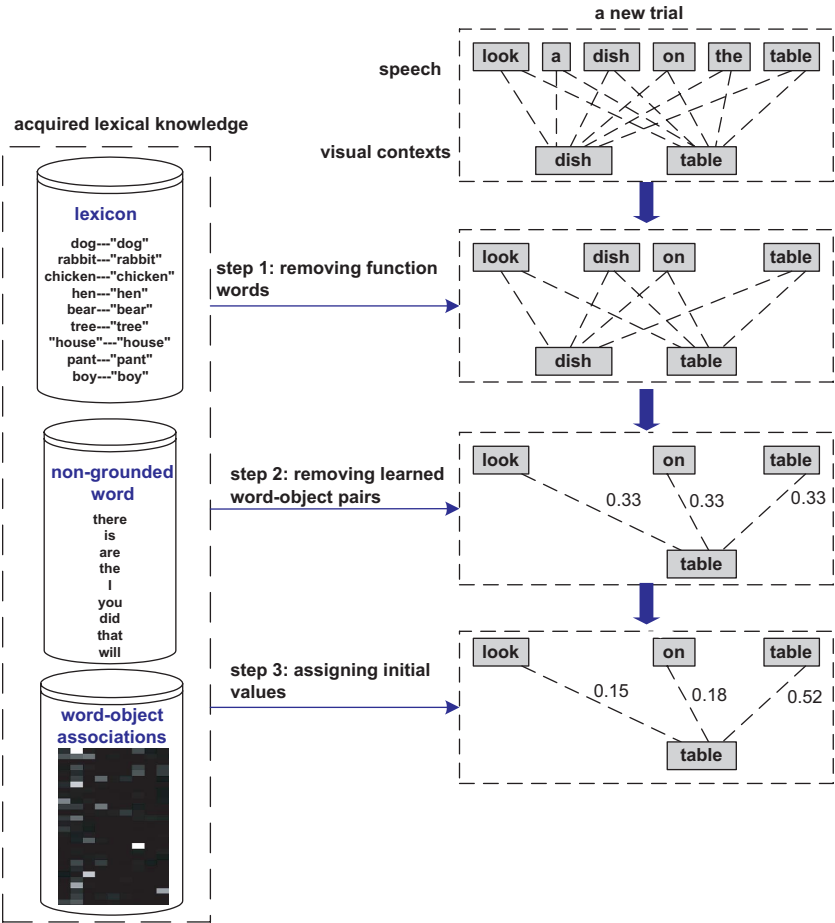 a new trial
speech
look a dish on the table
visual contexts
dish table
acquired lexical knowledge
lexicon
dog---"dog"
rabbit---"rabbit"
chicken---"chicken"
hen---"hen"
bear---"bear"
tree---"tree"
"house"---"house"
pant---"pant"
boy---"boy"
step 1: removing function
words
look dish on table
dish table
non-grounded
word
there
is
are
the
I
you
did
that
will
step 2: removing learned
word-object pairs
look on table
0.33 0.33 0.33
table
word-object
associations
step 3: assigning initial
values
look on table
0.15 0.18 0.52
table